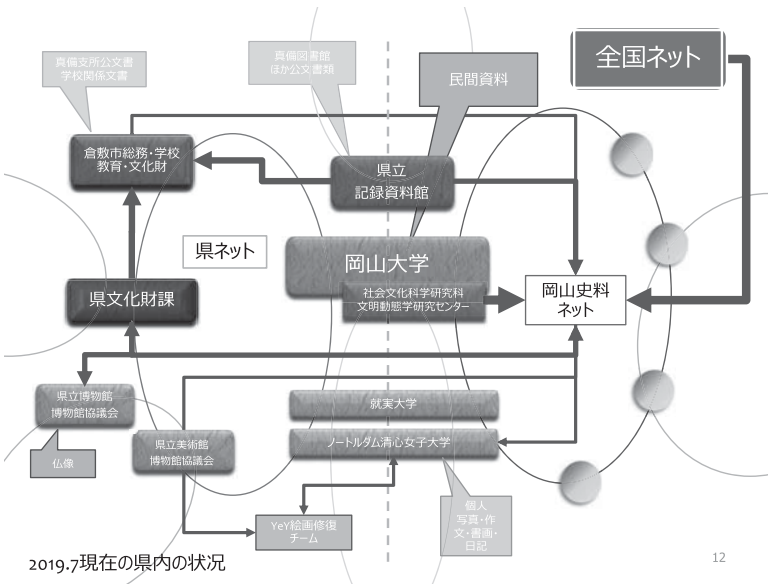 真備支所公文書
学校関係文書
真備図書館
ほか公文書類
民間資料
全国ネット
倉敷市総務・学校
教育・文化財
県立
記録資料館
県ネット
岡山大学
社会文化科学研究科
文明動態学研究センター
岡山史料
ネット
県文化財課
県立博物館
博物館協議会
就実大学
県立美術館
博物館協議会
ノートルダム清心女子大学
仏像
個人
写真・作
文・書画・
日記
YeY絵画修復
チーム
2019.7現在の県内の状況
12